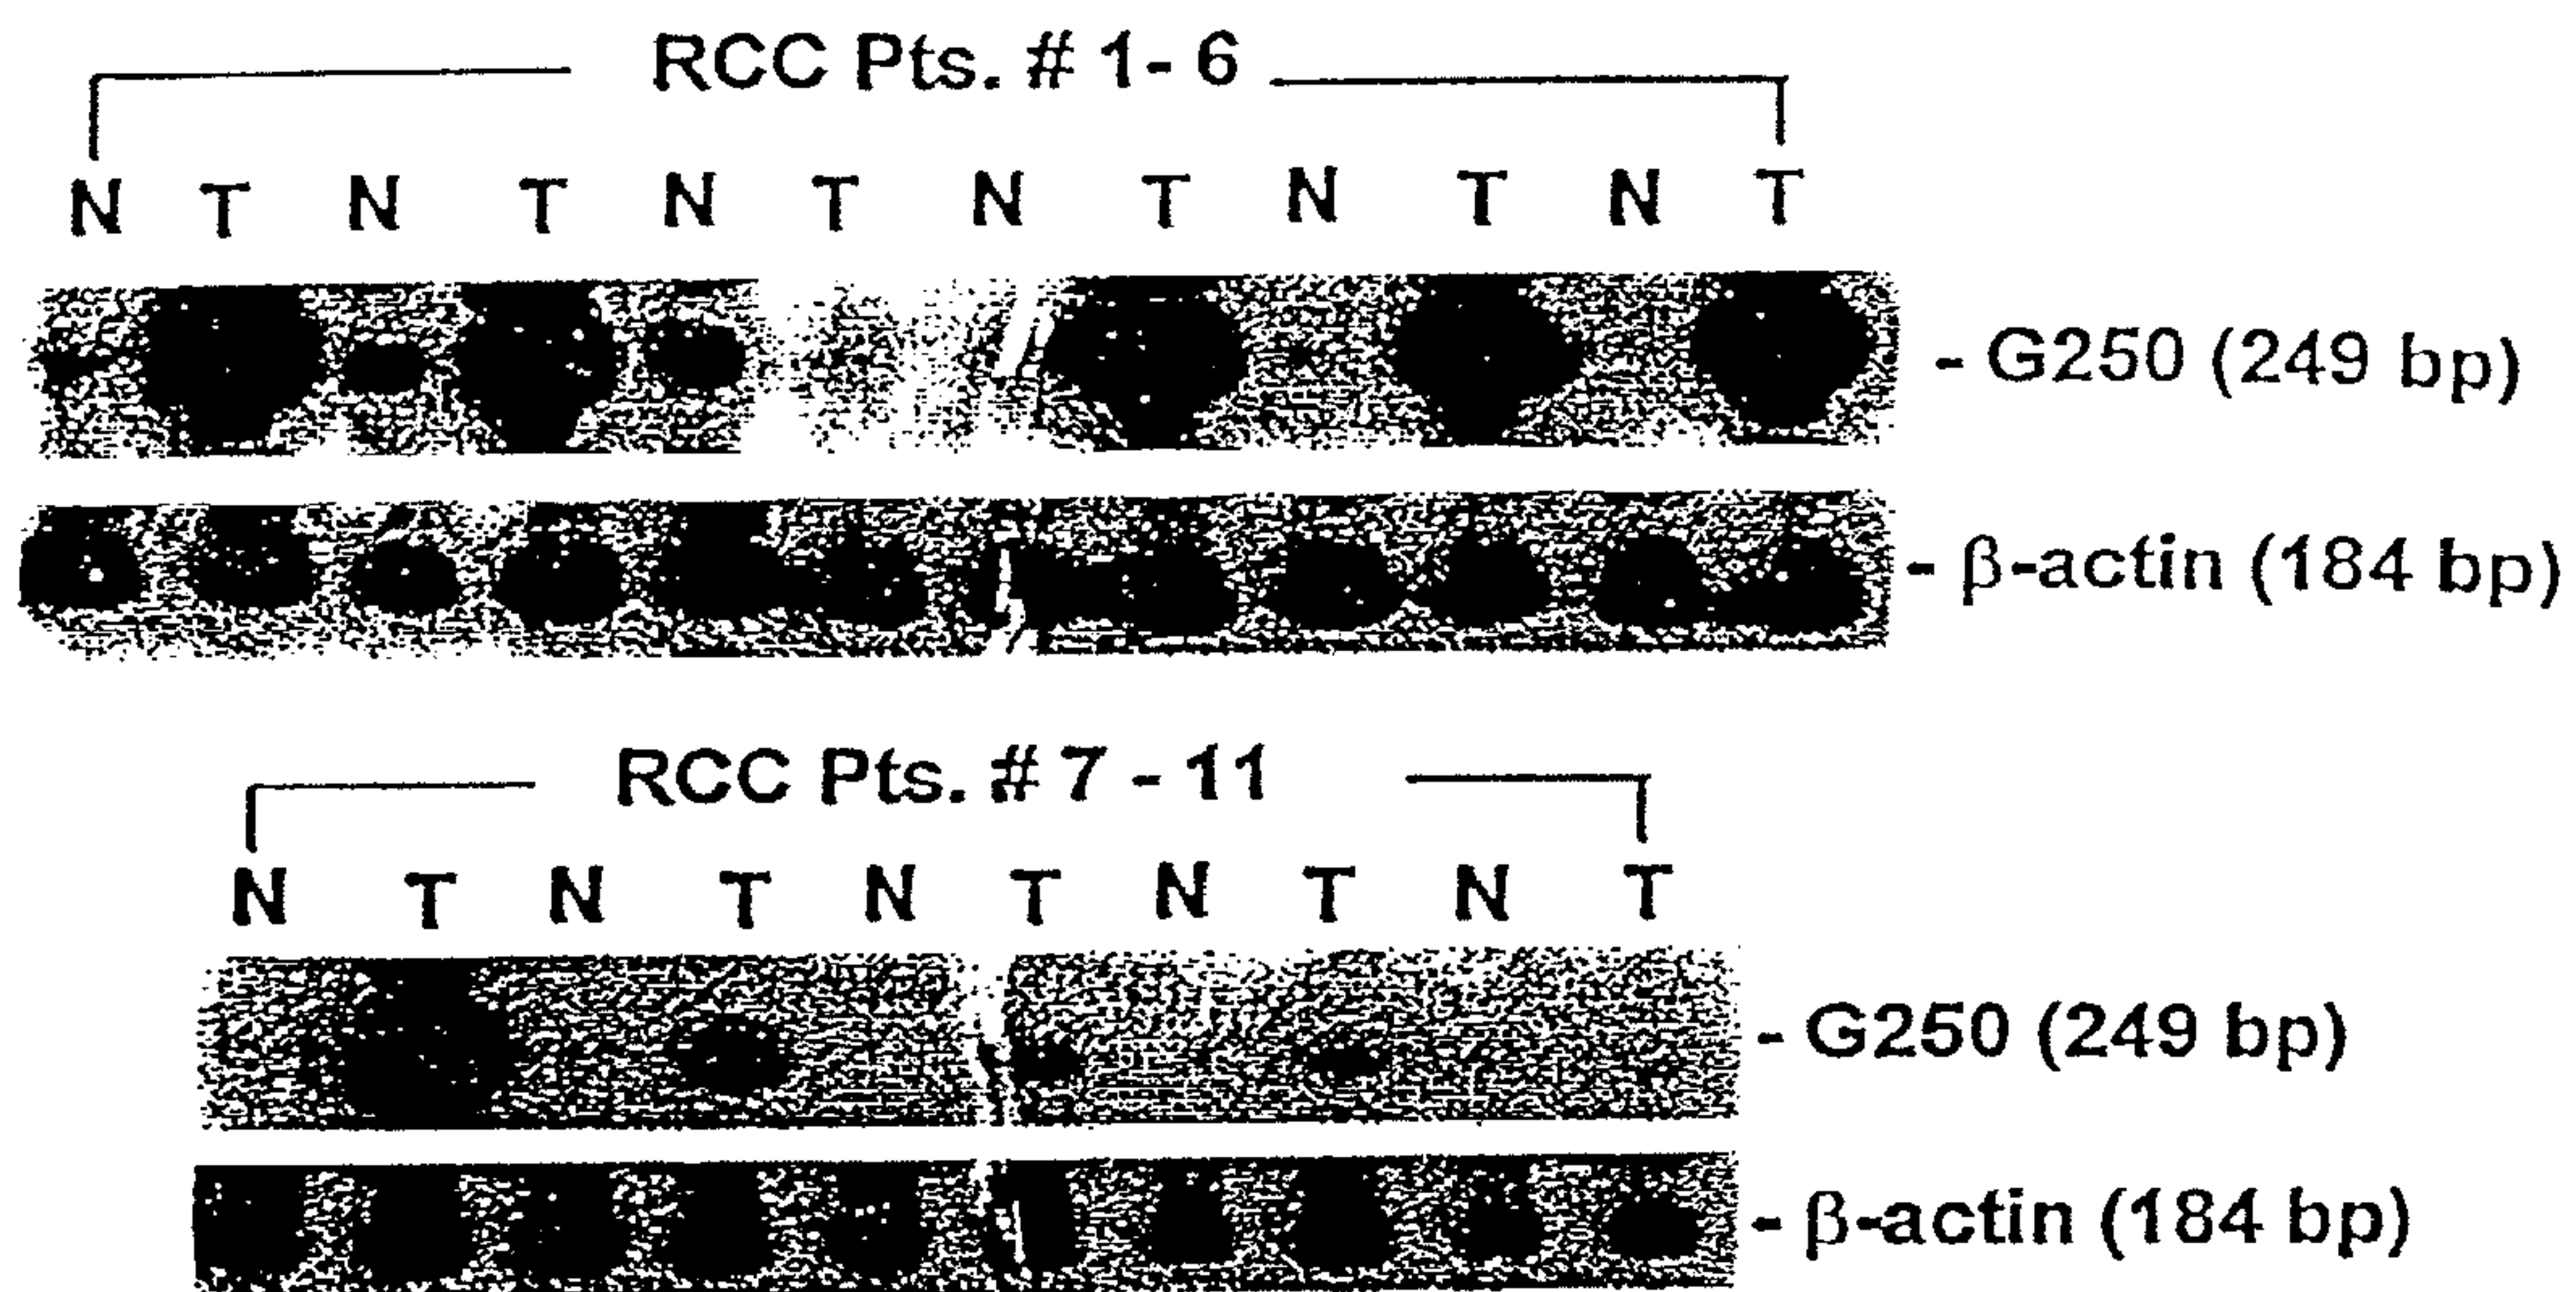 RCC Pts. # 1- 6
N T N T N T N T N T N T
- G250 (249 bp)
- β-actin (184 bp)
RCC Pts. # 7 - 11
N T N T N T N T N T
- G250 (249 bp)
- β-actin (184 bp)